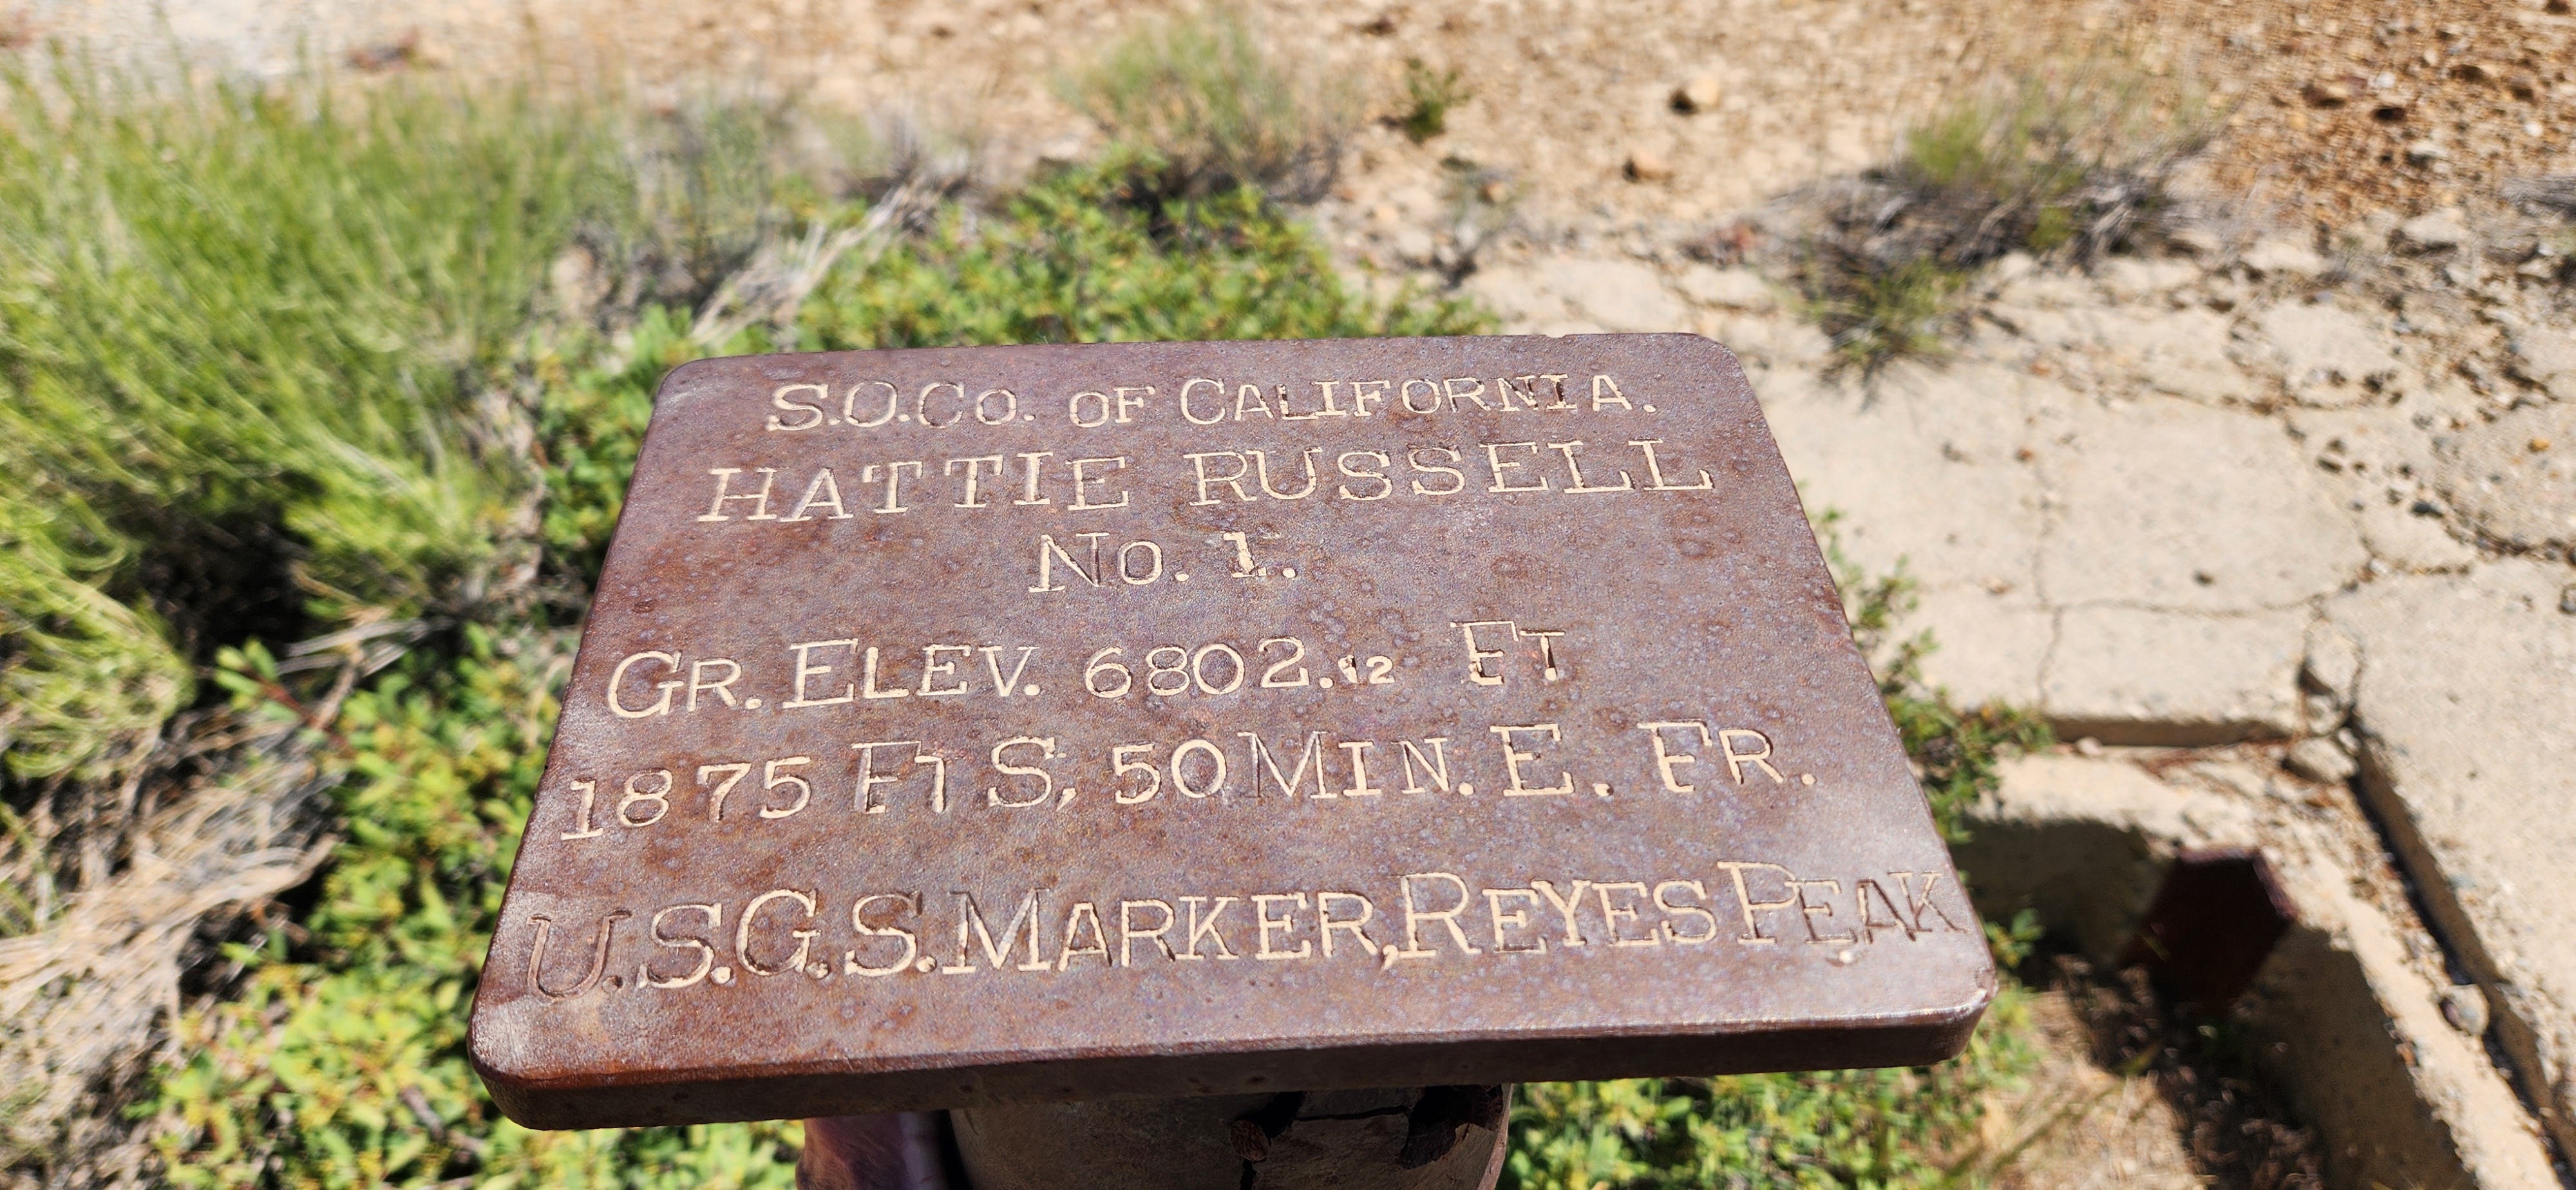 S.O.Co. OF CALIFORNIA.
HATTIE RUSSELL
No. 1.
GR. ELEV. 6802.12 FT
1875 FT S, 50 MIN. E. FR.
U.S.G.S. MARKER, REYES PEAK